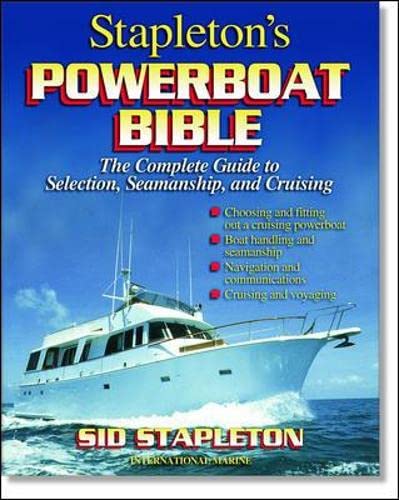 Stapleton's
POWERBOAT
BIBLE
The Complete Guide to
Selection, Seamanship, and Cruising
Choosing and fitting
out a cruising powerboat
Boat handling and
seamanship
Navigation and
communications
Cruising and voyaging
SID STAPLETON
INTERNATIONAL MARINE